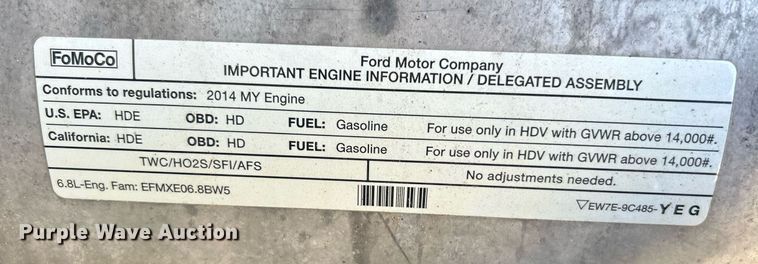 FoMoCo
Ford Motor Company
IMPORTANT ENGINE INFORMATION / DELEGATED ASSEMBLY
Conforms to regulations: 2014 MY Engine
U.S. EPA: HDE OBD: HD FUEL: Gasoline For use only in HDV with GVWR above 14,000#.
California: HDE OBD: HD FUEL: Gasoline For use only in HDV with GVWR above 14,000#.
TWC/HO2S/SFI/AFS No adjustments needed.
6.8L-Eng. Fam: EFMXE06.8BW5 ▽EW7E-9C485-YEG
Purple Wave Auction